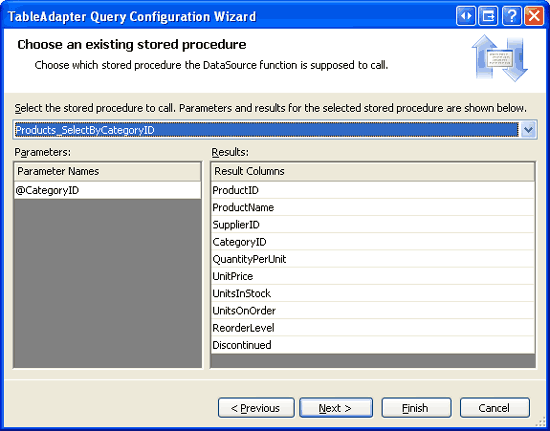 TableAdapter Query Configuration Wizard
Choose an existing stored procedure
Choose which stored procedure the DataSource function is supposed to call.
Select the stored procedure to call. Parameters and results for the selected stored procedure are shown below.
Products_SelectByCategoryID
Parameters:
Parameter Names
@CategoryID
Results:
Result Columns
ProductID
ProductName
SupplierID
CategoryID
QuantityPerUnit
UnitPrice
UnitsInStock
UnitsOnOrder
ReorderLevel
Discontinued
< Previous
Next >
Finish
Cancel